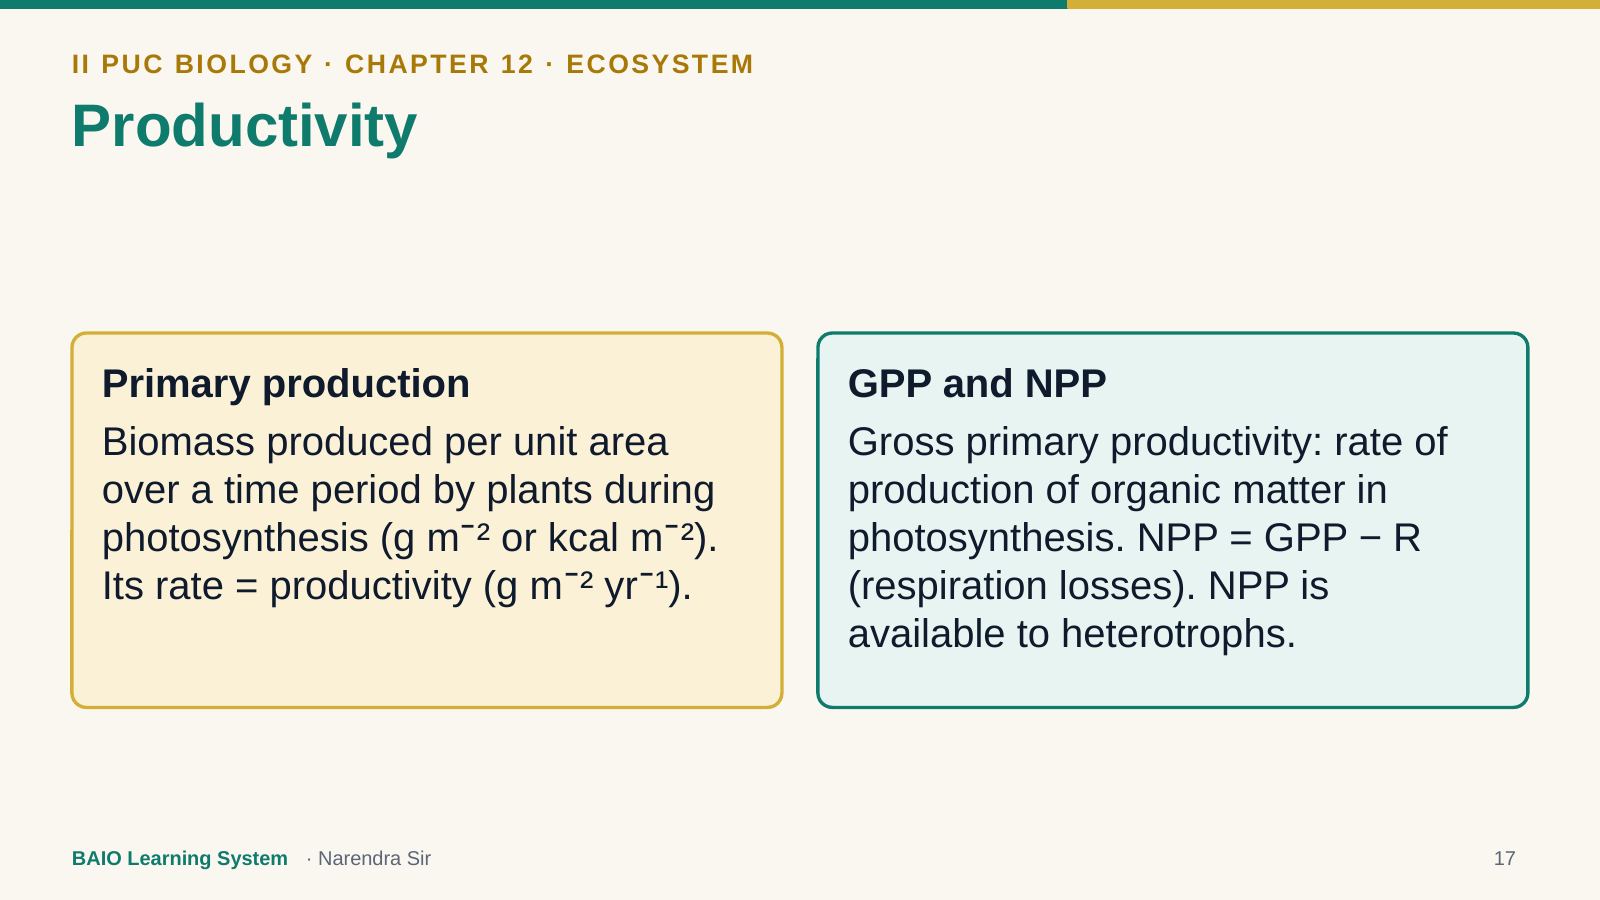 II PUC BIOLOGY · CHAPTER 12 · ECOSYSTEM
Productivity
Primary production
Biomass produced per unit area
over a time period by plants during
photosynthesis (g m⁻² or kcal m⁻²).
Its rate = productivity (g m⁻² yr⁻¹).
GPP and NPP
Gross primary productivity: rate of
production of organic matter in
photosynthesis. NPP = GPP − R
(respiration losses). NPP is
available to heterotrophs.
BAIO Learning System · Narendra Sir
17